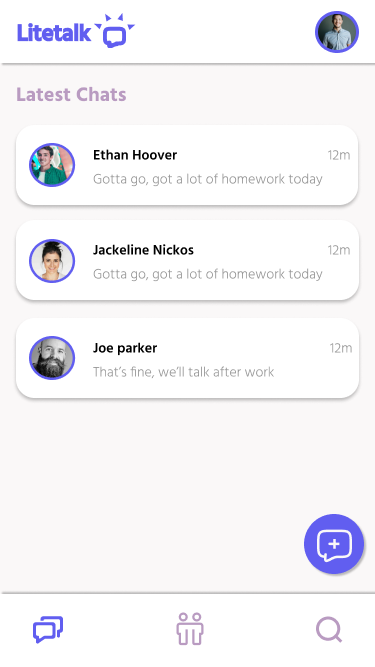 Litetalk
Latest Chats
Ethan Hoover 12m
Gotta go, got a lot of homework today
Jackeline Nickos 12m
Gotta go, got a lot of homework today
Joe parker 12m
That's fine, we'll talk after work